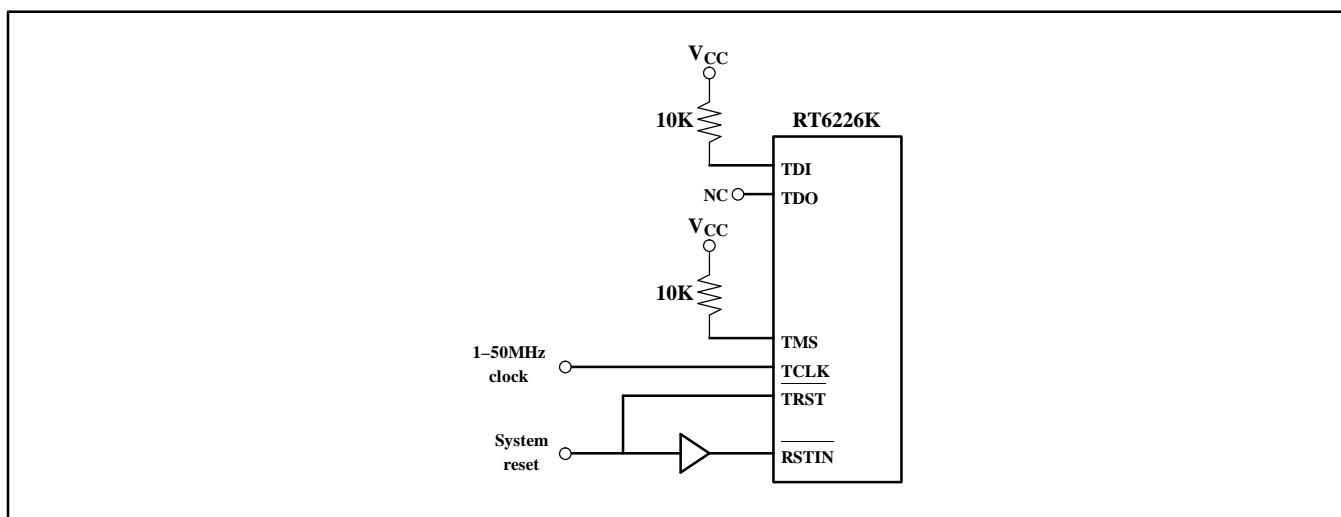 VCC
10K
RT6226K
TDI
NC
TDO
VCC
10K
TMS
1–50MHz
clock
TCLK
TRST
System
reset
RSTIN